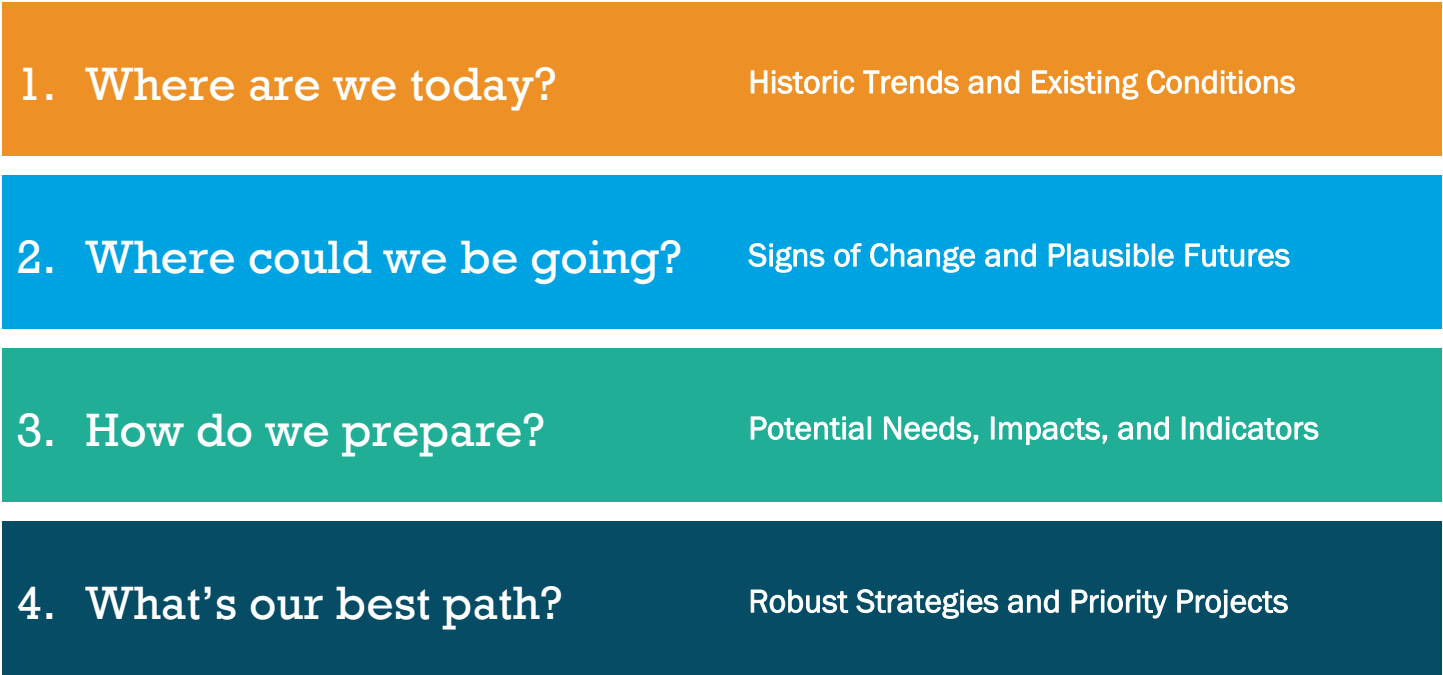 1. Where are we today? Historic Trends and Existing Conditions
2. Where could we be going? Signs of Change and Plausible Futures
3. How do we prepare? Potential Needs, Impacts, and Indicators
4. What’s our best path? Robust Strategies and Priority Projects